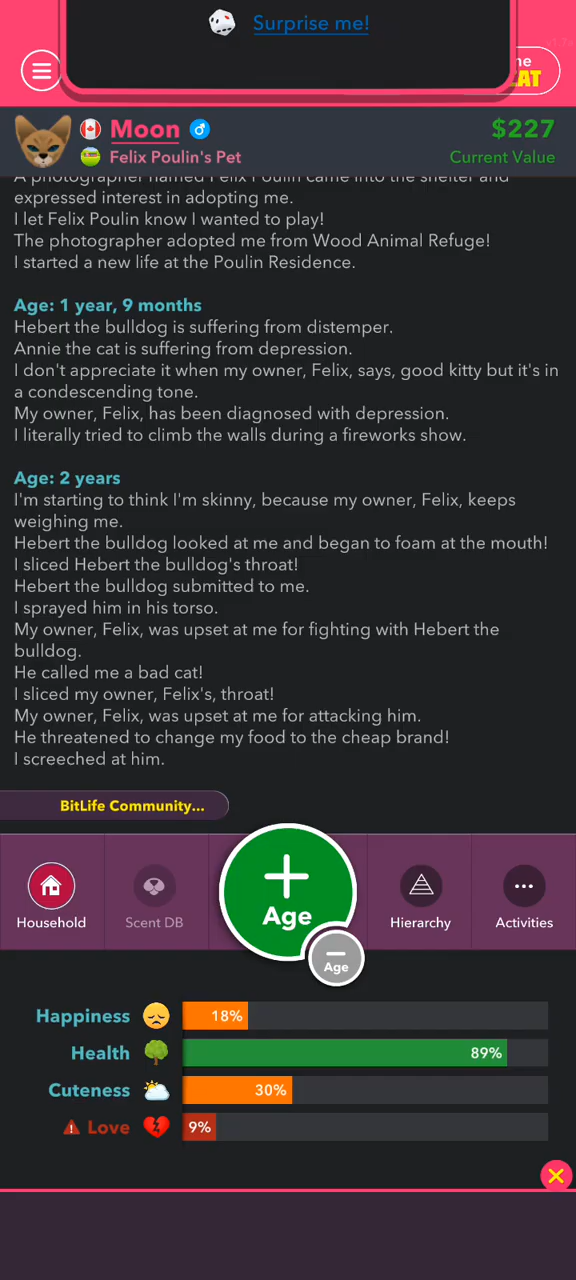 Surprise me!
Moon
Felix Poulin's Pet
$227
Current Value
A photographer named Felix Poulin came into the shelter and
expressed interest in adopting me.
I let Felix Poulin know I wanted to play!
The photographer adopted me from Wood Animal Refuge!
I started a new life at the Poulin Residence.
Age: 1 year, 9 months
Hebert the bulldog is suffering from distemper.
Annie the cat is suffering from depression.
I don't appreciate it when my owner, Felix, says, good kitty but it's in
a condescending tone.
My owner, Felix, has been diagnosed with depression.
I literally tried to climb the walls during a fireworks show.
Age: 2 years
I'm starting to think I'm skinny, because my owner, Felix, keeps
weighing me.
Hebert the bulldog looked at me and began to foam at the mouth!
I sliced Hebert the bulldog's throat!
Hebert the bulldog submitted to me.
I sprayed him in his torso.
My owner, Felix, was upset at me for fighting with Hebert the
bulldog.
He called me a bad cat!
I sliced my owner, Felix's, throat!
My owner, Felix, was upset at me for attacking him.
He threatened to change my food to the cheap brand!
I screeched at him.
BitLife Community...
Household
Scent DB
Age
Age
Hierarchy
Activities
Happiness
18%
Health
89%
Cuteness
30%
Love
9%